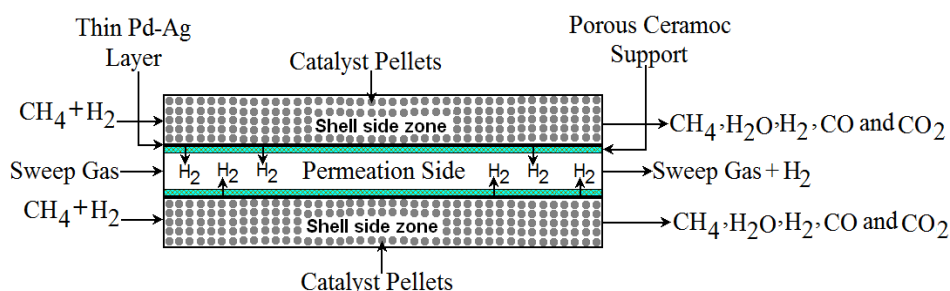 Thin Pd-Ag
Layer
Catalyst Pellets
Porous Ceramoc
Support
CH4+H2
Shell side zone
CH4,H2O,H2,CO and CO2
Sweep Gas
H2 H2 H2 Permeation Side H2 H2 H2
Sweep Gas+H2
CH4+H2
Shell side zone
CH4,H2O,H2,CO and CO2
Catalyst Pellets